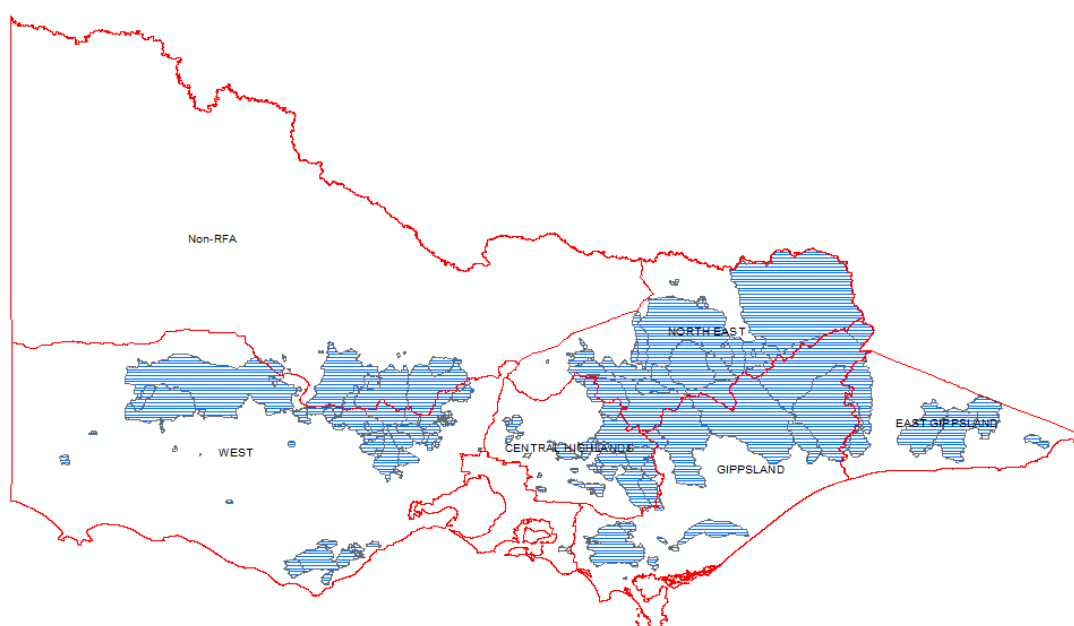 Non-RFA
NORTH EAST
EAST GIPPSLAND
CENTRAL HIGHLANDS
WEST
GIPPSLAND